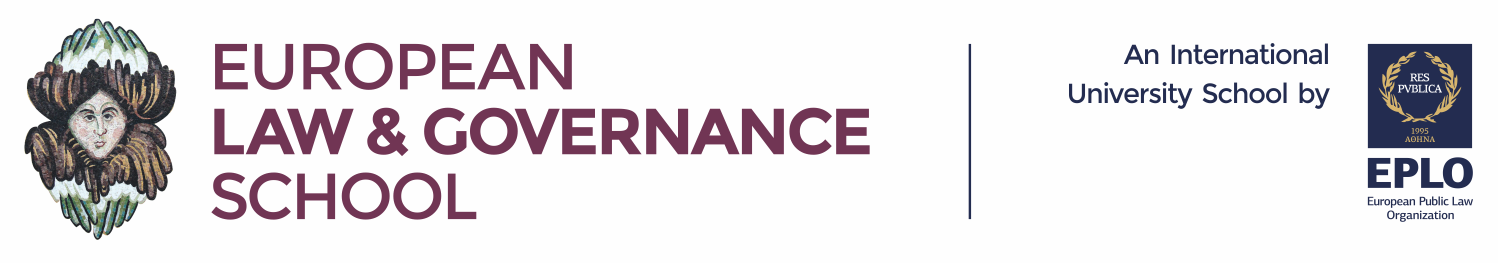 EUROPEAN
LAW & GOVERNANCE
SCHOOL
An International
University School by
RES
PVBLICA
1995
ΑΘΗΝΑ
EPLO
European Public Law
Organization